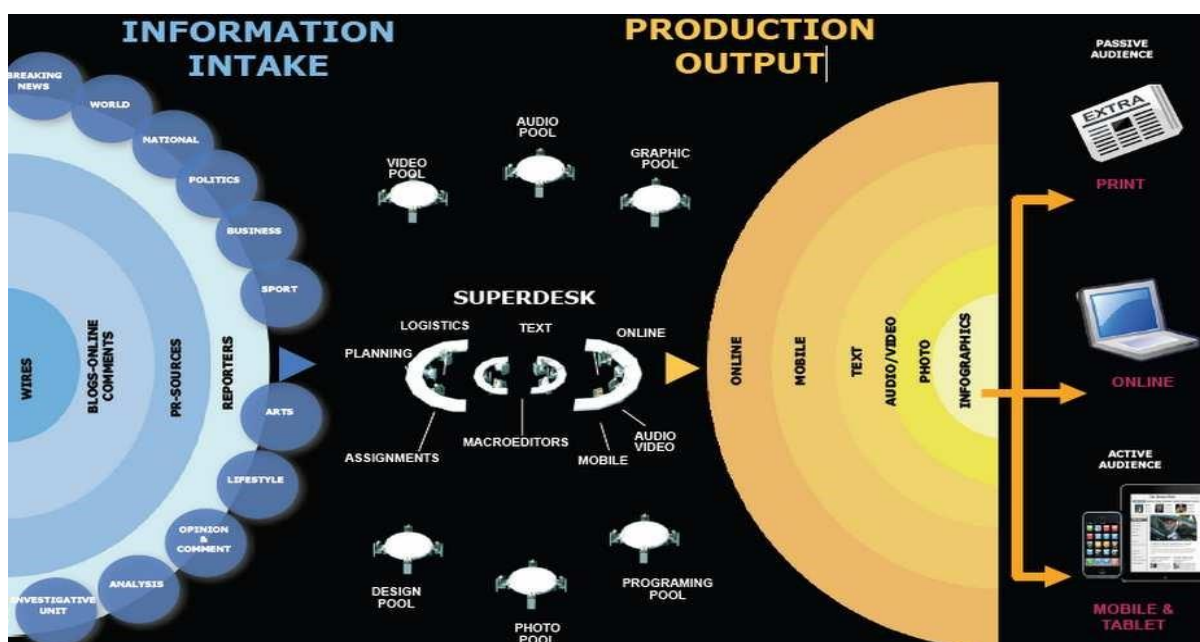 INFORMATION
INTAKE
PRODUCTION
OUTPUT
BREAKING
NEWS
WORLD
NATIONAL
POLITICS
BUSINESS
SPORT
ARTS
LIFESTYLE
OPINION
&
COMMENT
ANALYSIS
INVESTIGATIVE
UNIT
WIRES
BLOGS-ONLINE
COMMENTS
PR-SOURCES
REPORTERS
VIDEO
POOL
AUDIO
POOL
GRAPHIC
POOL
SUPERDESK
LOGISTICS
TEXT
ONLINE
PLANNING
ASSIGNMENTS
MACROEDITORS
MOBILE
AUDIO
VIDEO
DESIGN
POOL
PHOTO
POOL
PROGRAMING
POOL
ONLINE
MOBILE
TEXT
AUDIO/VIDEO
PHOTO
INFOGRAPHICS
PASSIVE
AUDIENCE
EXTRA
PRINT
ONLINE
ACTIVE
AUDIENCE
MOBILE &
TABLET